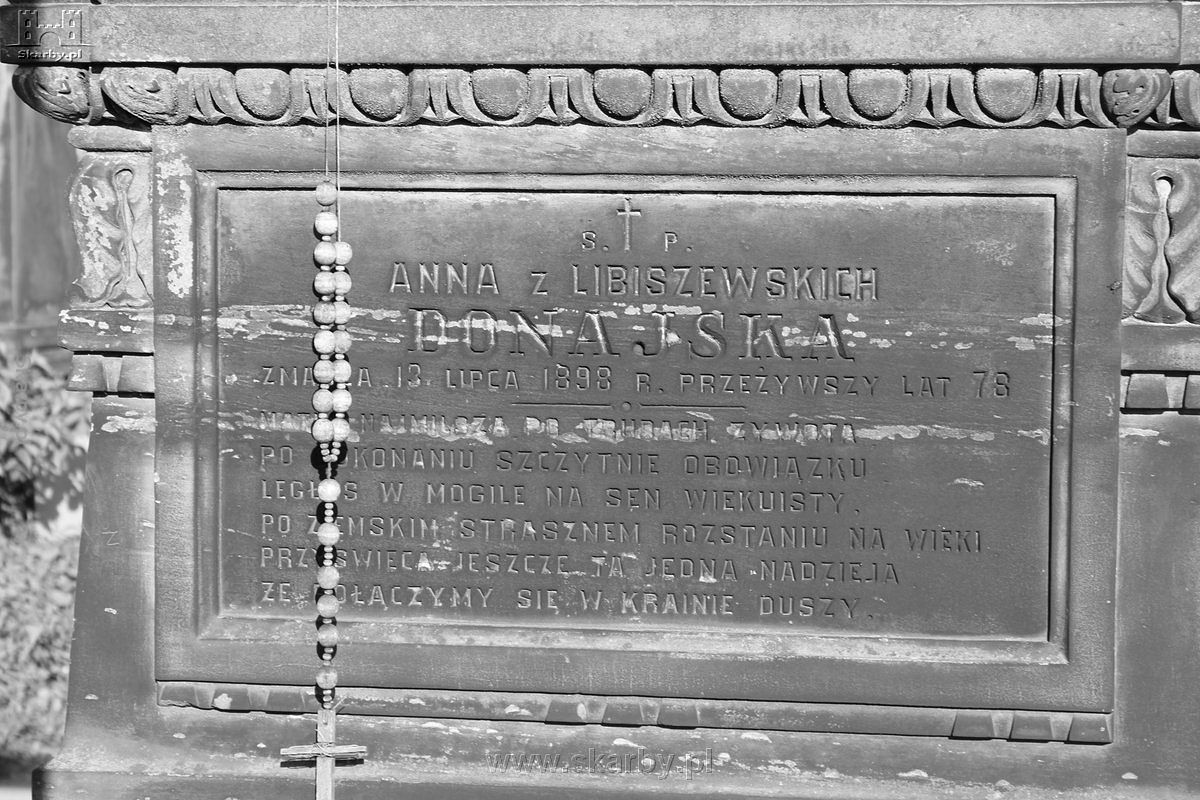 Skarby.pl
S. P.
ANNA z LIBISZEWSKICH
DONAJSKA
ZMARŁA 13 LIPCA 1898 R. PRZEŻYWSZY LAT 78
NAJMILSZA PO TRUDACH ŻYWOTA
PO DOKONANIU SZCZYTNIE OBOWIĄZKU
LEGŁAŚ W MOGILE NA SEN WIEKUISTY.
PO ZIEMSKIM STRASZNEM ROZSTANIU NA WIEKI
PRZYŚWIECA JESZCZE TA JEDNA NADZIEJA
ŻE POŁĄCZYMY SIĘ W KRAINIE DUSZY.
www.skarby.pl